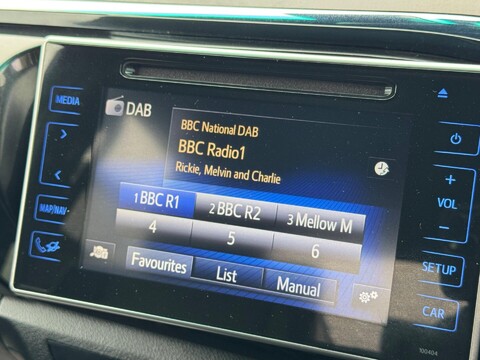 MEDIA
DAB
BBC National DAB
BBC Radio1
Rickie, Melvin and Charlie
1 BBC R1
2 BBC R2
3 Mellow M
4
5
6
Favourites
List
Manual
MAP/NAV
+
VOL
−
SETUP
CAR
100404